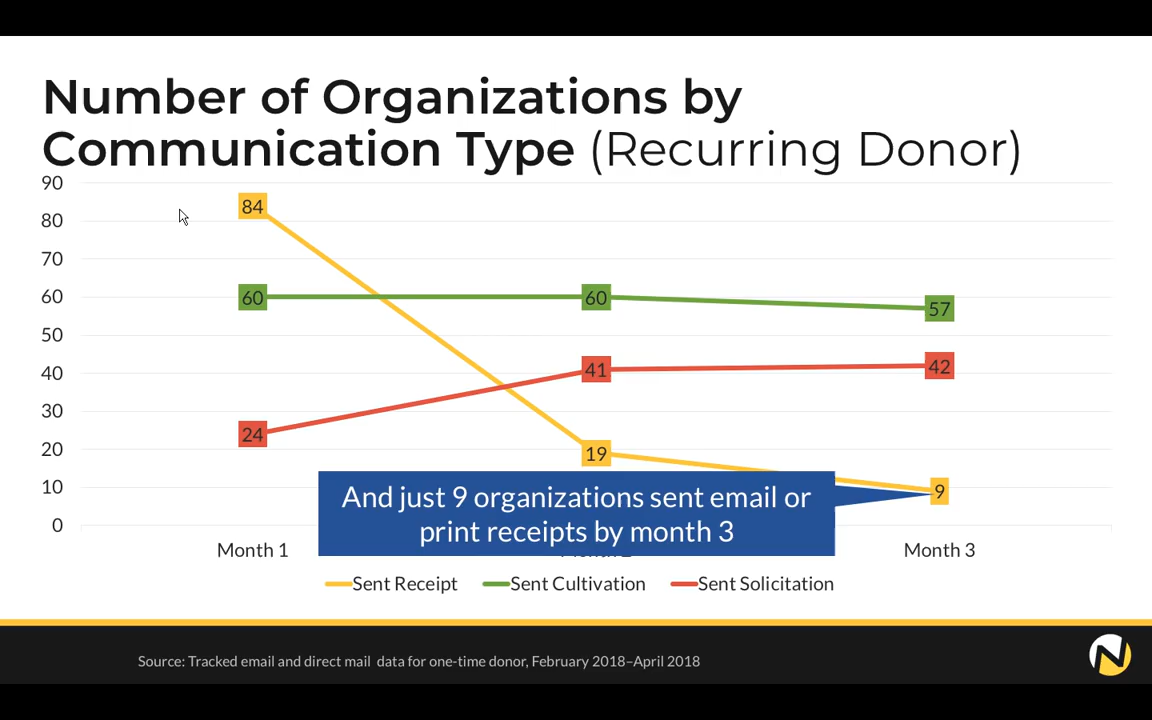 Number of Organizations by
Communication Type (Recurring Donor)
90
80
70
60
50
40
30
20
10
0
84
60
24
60
41
19
57
42
9
And just 9 organizations sent email or
print receipts by month 3
Month 1
Month 3
Sent Receipt
Sent Cultivation
Sent Solicitation
Source: Tracked email and direct mail data for one-time donor, February 2018–April 2018
N